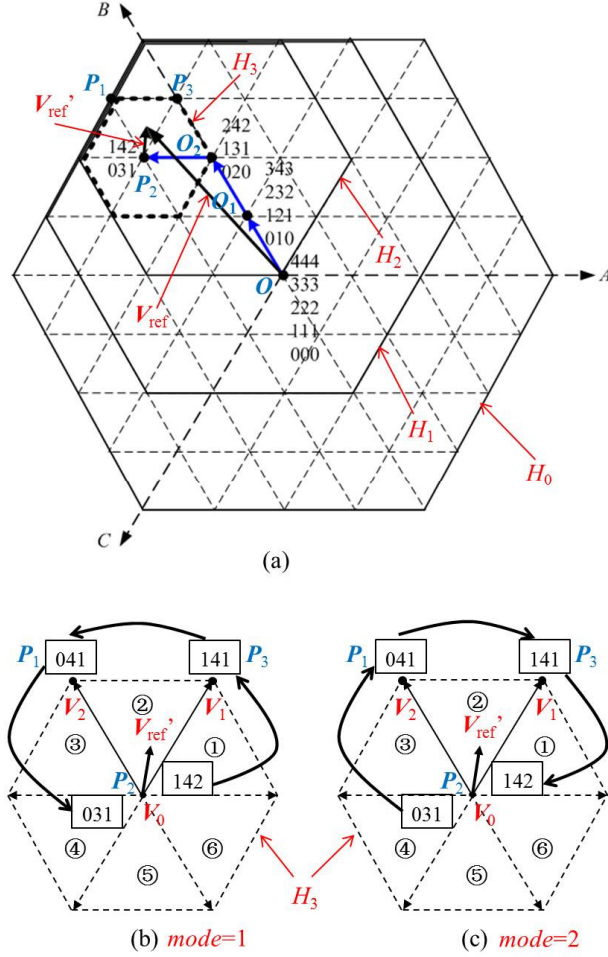 B
P1
P3
H3
Vref'
142
031
P2
O2
242
131
020
343
232
121
010
O1
H2
Vref
O
444
333
222
111
000
A
H1
H0
C
(a)
P1
041
141
P3
V2
②
V1
Vref'
③
①
P2
142
031
V0
④
⑥
⑤
(b) mode=1
H3
P1
041
141
P3
V2
②
V1
Vref'
③
①
P2
142
031
V0
④
⑥
⑤
(c) mode=2